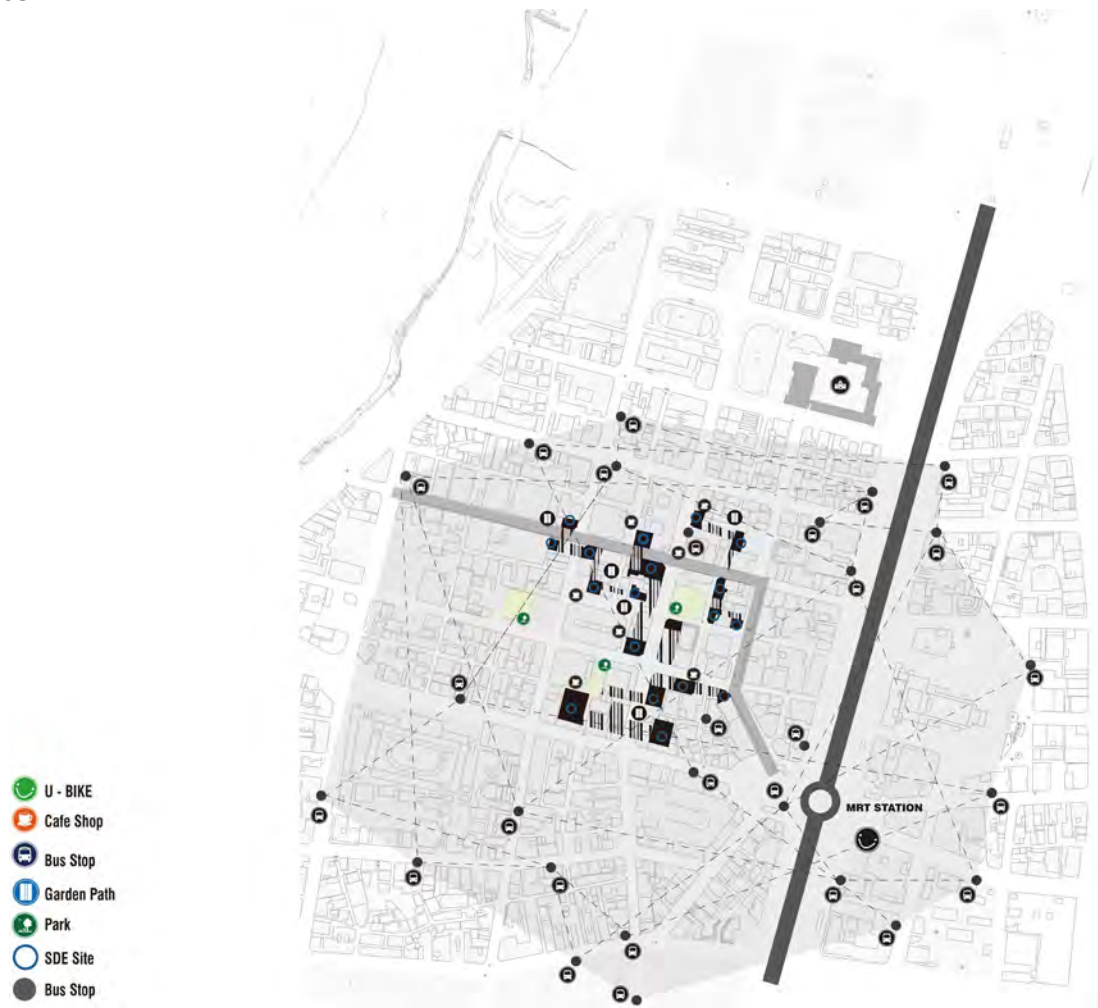 MRT STATION
U - BIKE
Cafe Shop
Bus Stop
Garden Path
Park
SDE Site
Bus Stop